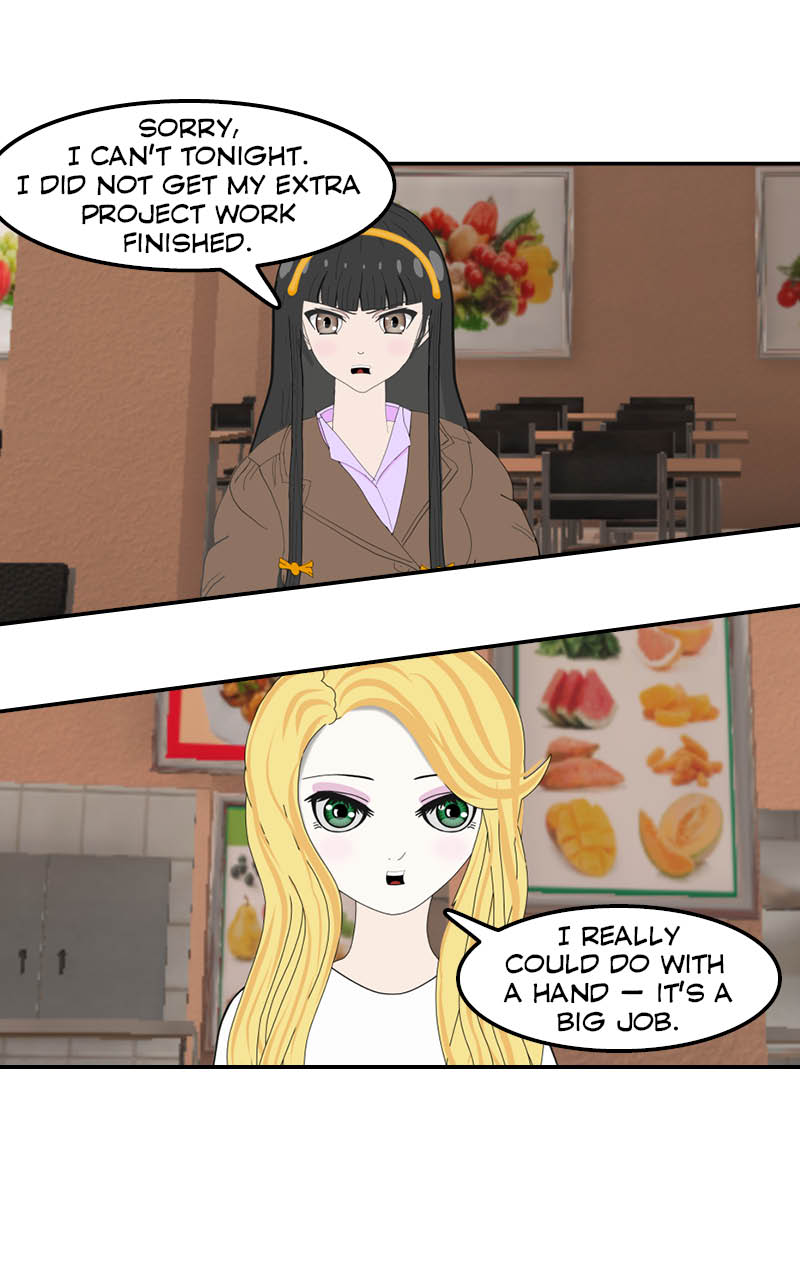 SORRY,
I CAN'T TONIGHT.
I DID NOT GET MY EXTRA
PROJECT WORK
FINISHED.
I REALLY
COULD DO WITH
A HAND – IT'S A
BIG JOB.